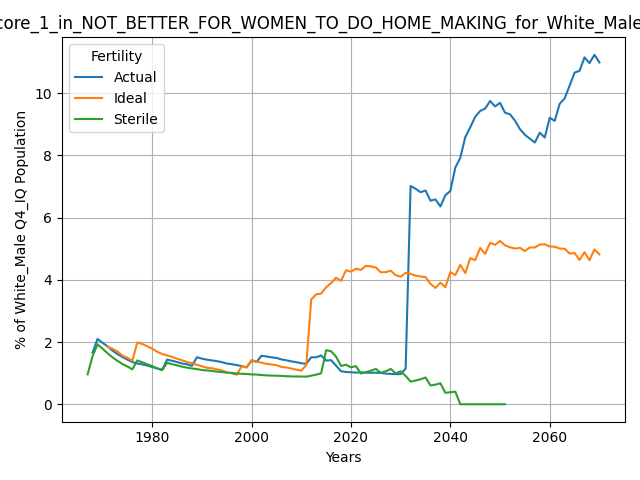 core_1_in_NOT_BETTER_FOR_WOMEN_TO_DO_HOME_MAKING_for_White_Male
Fertility
Actual
Ideal
Sterile
% of White_Male Q4_IQ Population
10
8
6
4
2
0
1980 2000 2020 2040 2060
Years